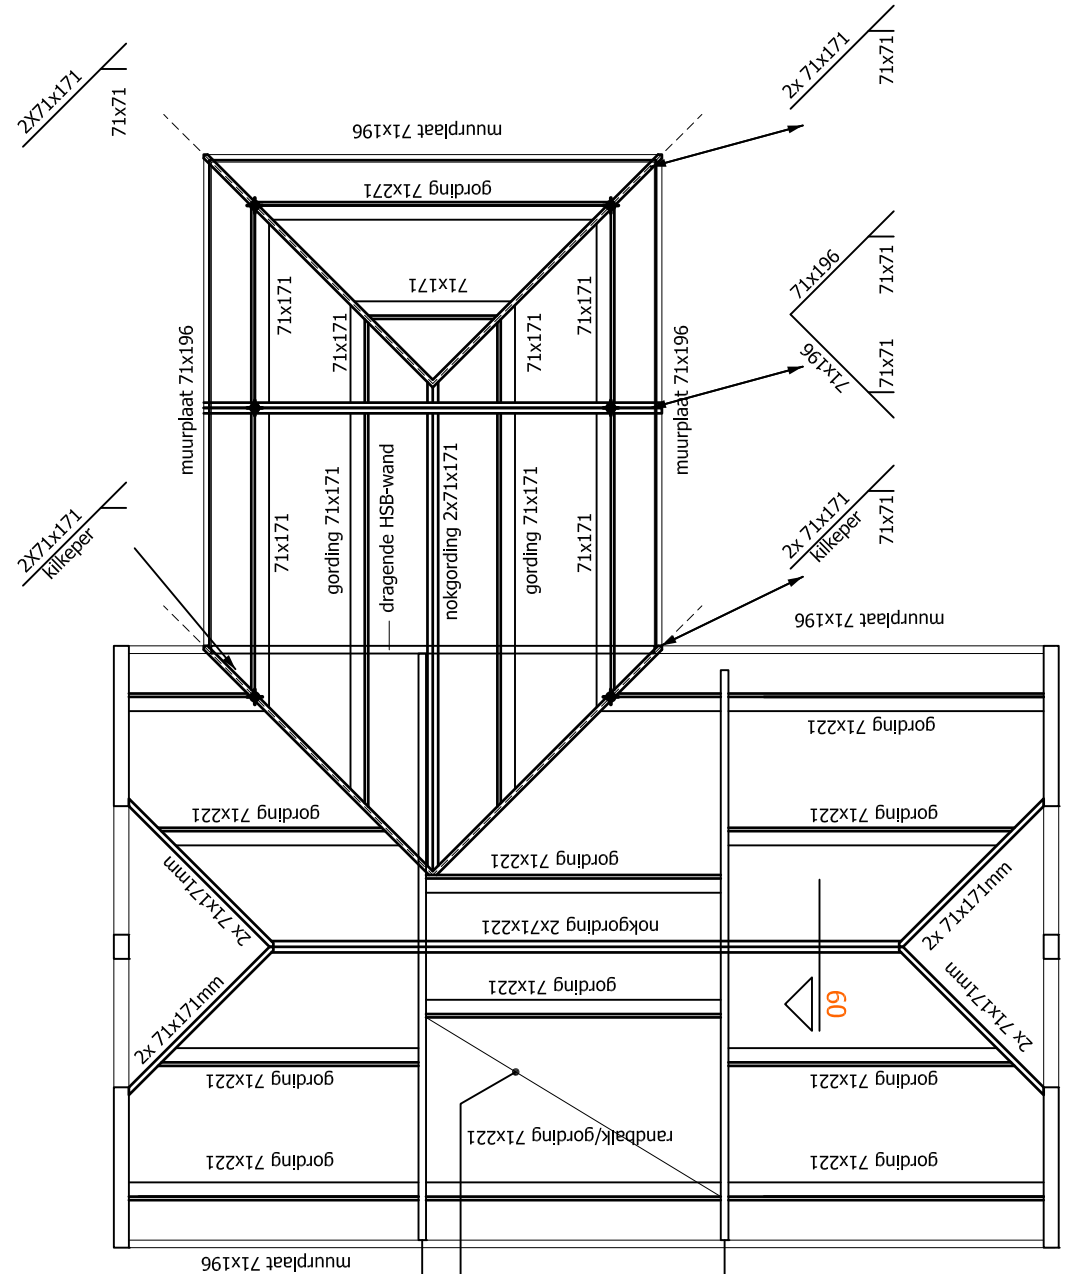 2X71x171
71x71
2x 71x171
71x71
muurplaat 71x196
gording 71x271
71x171
71x171
71x171
71x171
71x171
muurplaat 71x196
muurplaat 71x196
71x196
71x71
71x196
71x71
2X71x171
kilkeper
71x171
gording 71x171
dragende HSB-wand
nokgording 2x71x171
gording 71x171
71x171
2x 71x171
kilkeper
71x71
muurplaat 71x196
gording 71x221
gording 71x221
gording 71x221
gording 71x221
2x 71x171mm
nokgording 2x71x221
2x 71x171mm
2x 71x171mm
gording 71x221
2x 71x171mm
09
gording 71x221
gording 71x221
randbalk/gording 71x221
gording 71x221
gording 71x221
muurplaat 71x196